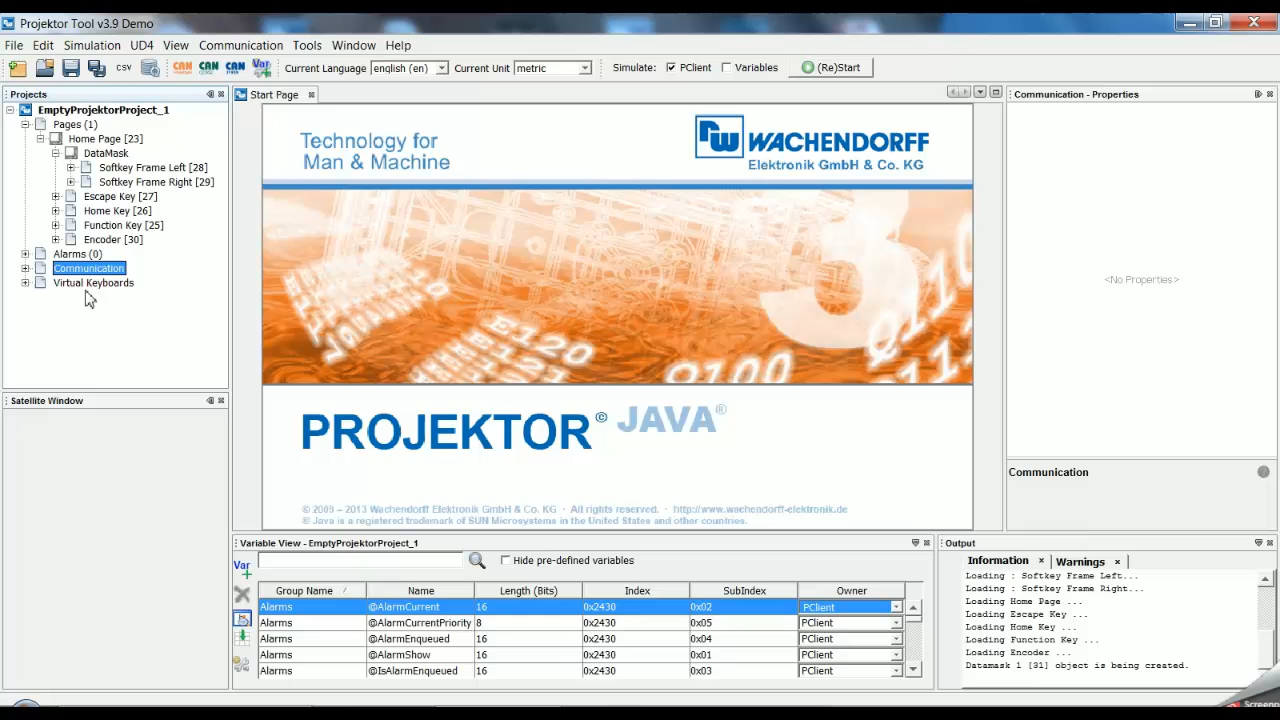 Projektor Tool v3.9 Demo
File Edit Simulation UD4 View Communication Tools Window Help
CSV CAN CAN CAN Var Current Language english (en) Current Unit metric Simulate: PClient Variables (Re)Start
Projects
EmptyProjektorProject_1
Pages (1)
Home Page [23]
DataMask
Softkey Frame Left [28]
Softkey Frame Right [29]
Escape Key [27]
Home Key [26]
Function Key [25]
Encoder [30]
Alarms (0)
Communication
Virtual Keyboards
Satellite Window
Start Page
Technology for
Man & Machine
WACHENDORFF
Elektronik GmbH & Co. KG
E120
0100
PROJEKTOR© JAVA®
© 2009 – 2013 Wachendorff Elektronik GmbH & Co. KG · All rights reserved. · http://www.wachendorff-elektronik.de
® Java is a registered trademark of SUN Microsystems in the United States and other countries.
Communication - Properties
<No Properties>
Communication
Variable View - EmptyProjektorProject_1
Var
Hide pre-defined variables
Group Name Name Length (Bits) Index SubIndex Owner
Alarms @AlarmCurrent 16 0x2430 0x02 PClient
Alarms @AlarmCurrentPriority 8 0x2430 0x05 PClient
Alarms @AlarmEnqueued 16 0x2430 0x04 PClient
Alarms @AlarmShow 16 0x2430 0x01 PClient
Alarms @IsAlarmEnqueued 16 0x2430 0x03 PClient
Output
Information Warnings
Loading : Softkey Frame Left...
Loading : Softkey Frame Right...
Loading Home Page ...
Loading Escape Key ...
Loading Home Key ...
Loading Function Key ...
Loading Encoder ...
Datamask 1 [31] object is being created.